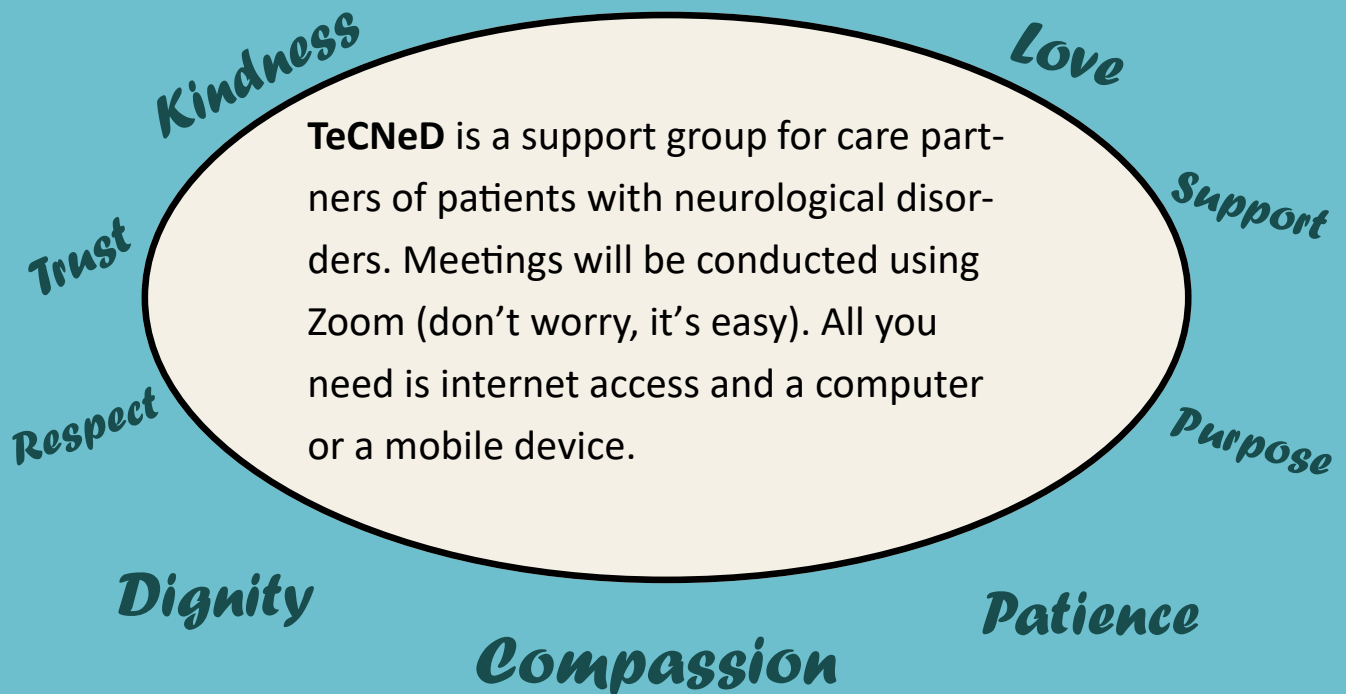 Kindness
Love
TeCNeD is a support group for care part-
ners of patients with neurological disor-
ders. Meetings will be conducted using
Zoom (don’t worry, it’s easy). All you
need is internet access and a computer
or a mobile device.
Trust
Support
Respect
Purpose
Dignity
Patience
Compassion